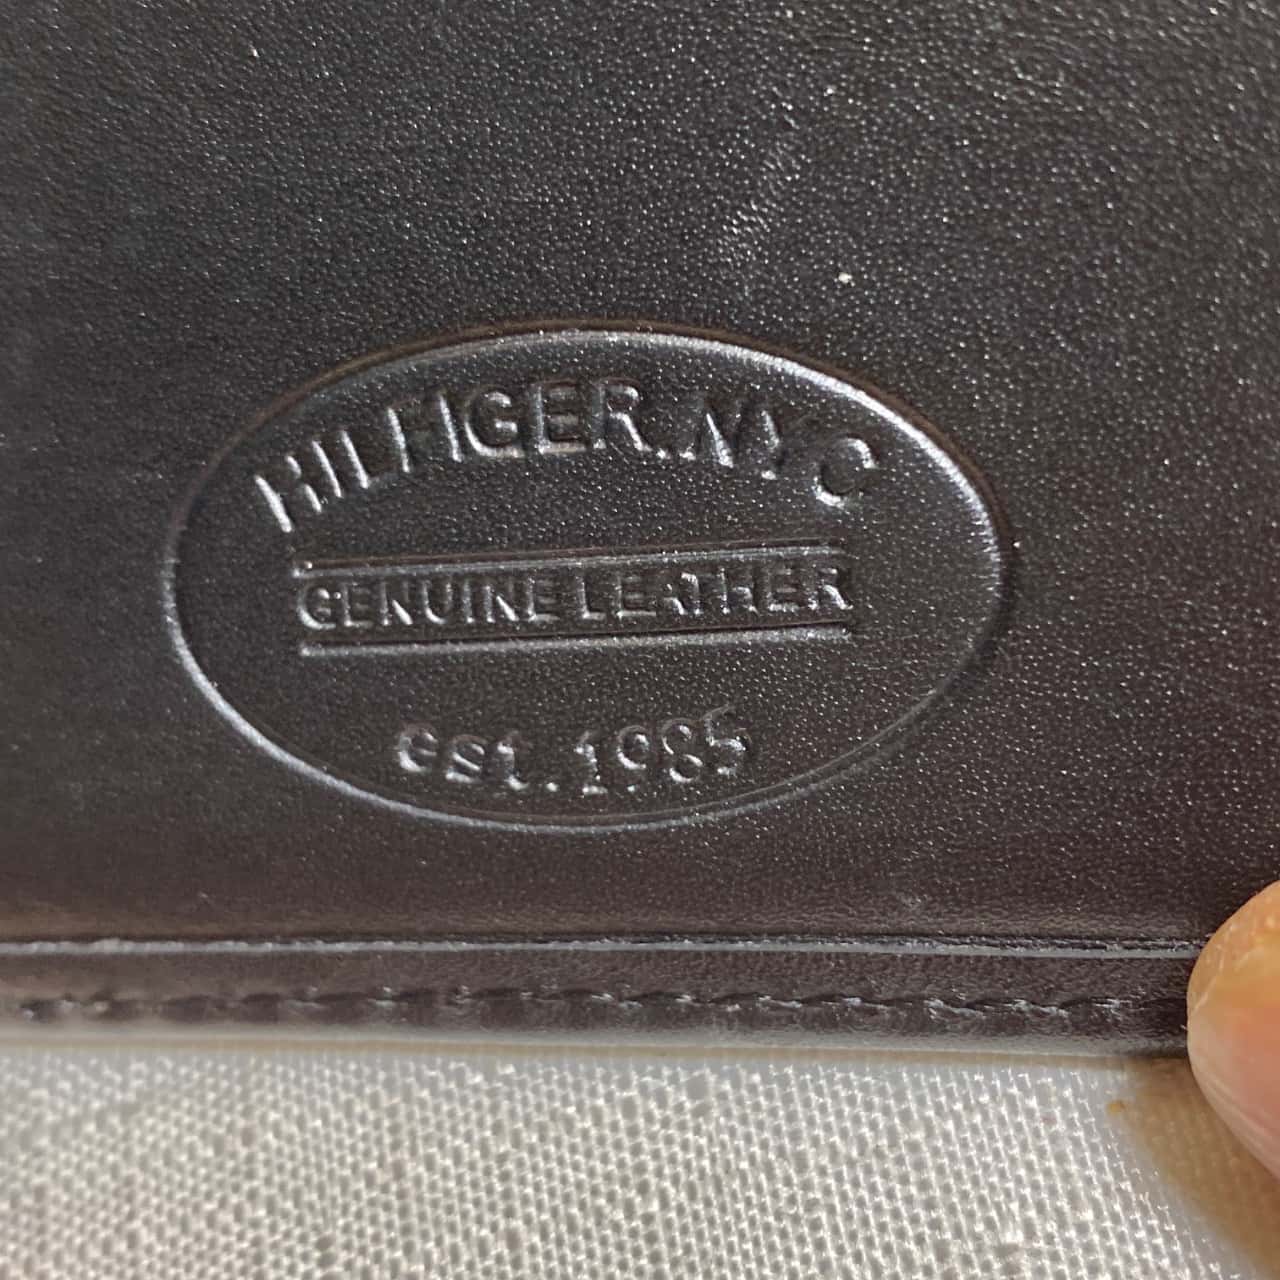 HILFIGER.NYC
GENUINE LEATHER
est.1985